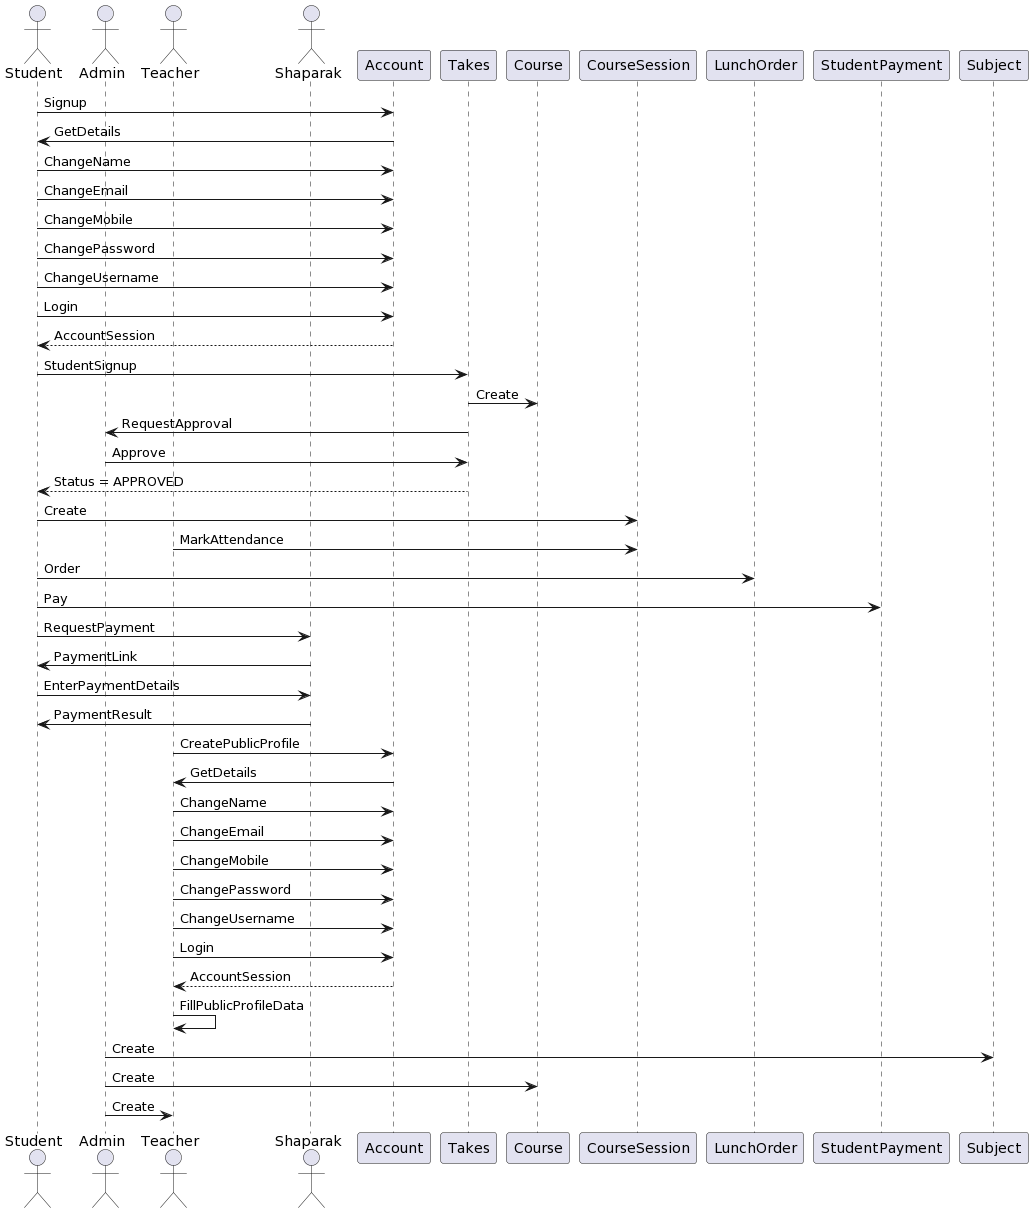 Student Admin Teacher Shaparak Account Takes Course CourseSession LunchOrder StudentPayment Subject
Signup
GetDetails
ChangeName
ChangeEmail
ChangeMobile
ChangePassword
ChangeUsername
Login
AccountSession
StudentSignup
Create
RequestApproval
Approve
Status = APPROVED
Create
MarkAttendance
Order
Pay
RequestPayment
PaymentLink
EnterPaymentDetails
PaymentResult
CreatePublicProfile
GetDetails
ChangeName
ChangeEmail
ChangeMobile
ChangePassword
ChangeUsername
Login
AccountSession
FillPublicProfileData
Create
Create
Create
Student Admin Teacher Shaparak Account Takes Course CourseSession LunchOrder StudentPayment Subject